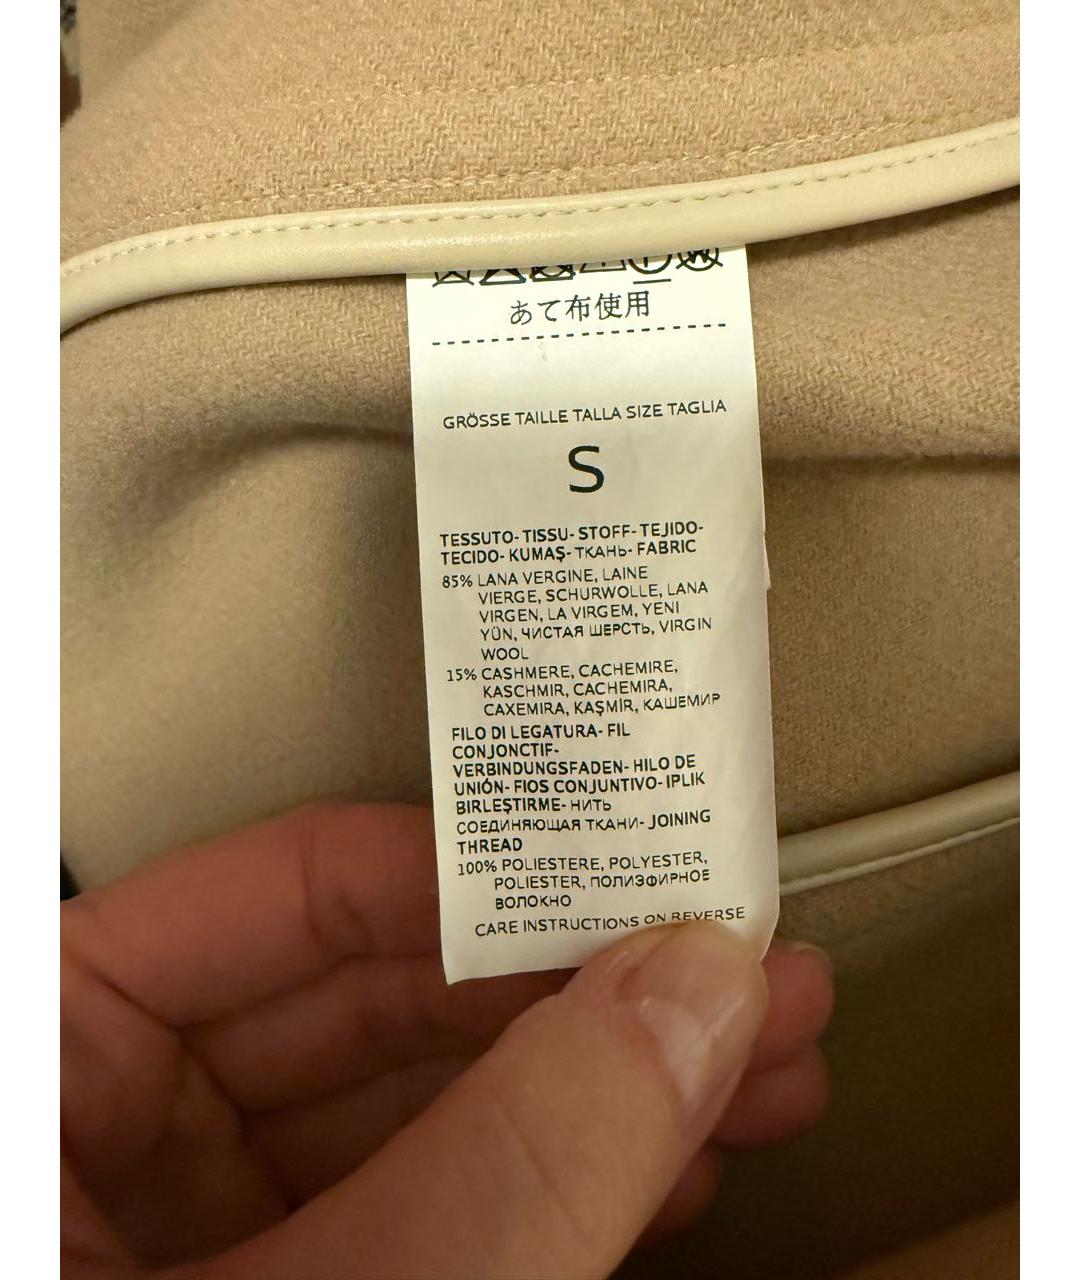 あて布使用
GRÖSSE TAILLE TALLA SIZE TAGLIA
S
TESSUTO- TISSU- STOFF- TEJIDO-
TECIDO- KUMAŞ- ТКАНЬ- FABRIC
85% LANA VERGINE, LAINE
VIERGE, SCHURWOLLE, LANA
VIRGEN, LA VIRGEM, YENI
YÜN, ЧИСТАЯ ШЕРСТЬ, VIRGIN
WOOL
15% CASHMERE, CACHEMIRE,
KASCHMIR, CACHEMIRA,
CAXEMIRA, KAŞMİR, КАШЕМИР
FILO DI LEGATURA- FIL
CONJONCTIF-
VERBINDUNGSFADEN- HILO DE
UNIÓN- FIOS CONJUNTIVO- IPLIK
BIRLEŞTIRME- НИТЬ
СОЕДИНЯЮЩАЯ ТКАНИ- JOINING
THREAD
100% POLIESTERE, POLYESTER,
POLIESTER, ПОЛИЭФИРНОЕ
ВОЛОКНО
CARE INSTRUCTIONS ON REVERSE